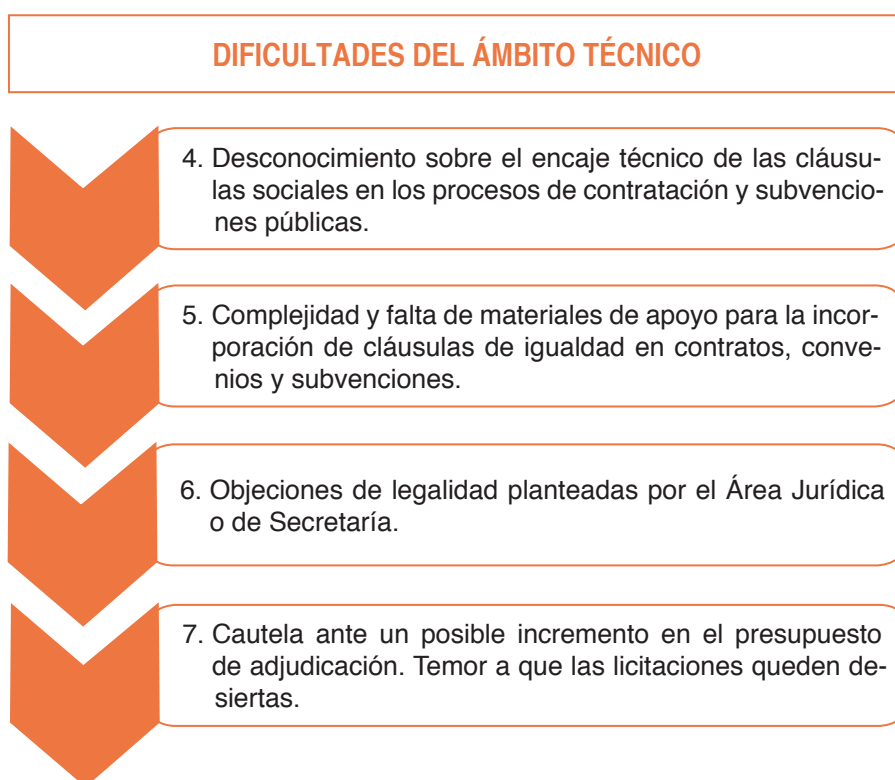 DIFICULTADES DEL ÁMBITO TÉCNICO
4. Desconocimiento sobre el encaje técnico de las cláusu-
las sociales en los procesos de contratación y subvencio-
nes públicas.
5. Complejidad y falta de materiales de apoyo para la incor-
poración de cláusulas de igualdad en contratos, conve-
nios y subvenciones.
6. Objeciones de legalidad planteadas por el Área Jurídica
o de Secretaría.
7. Cautela ante un posible incremento en el presupuesto
de adjudicación. Temor a que las licitaciones queden de-
siertas.